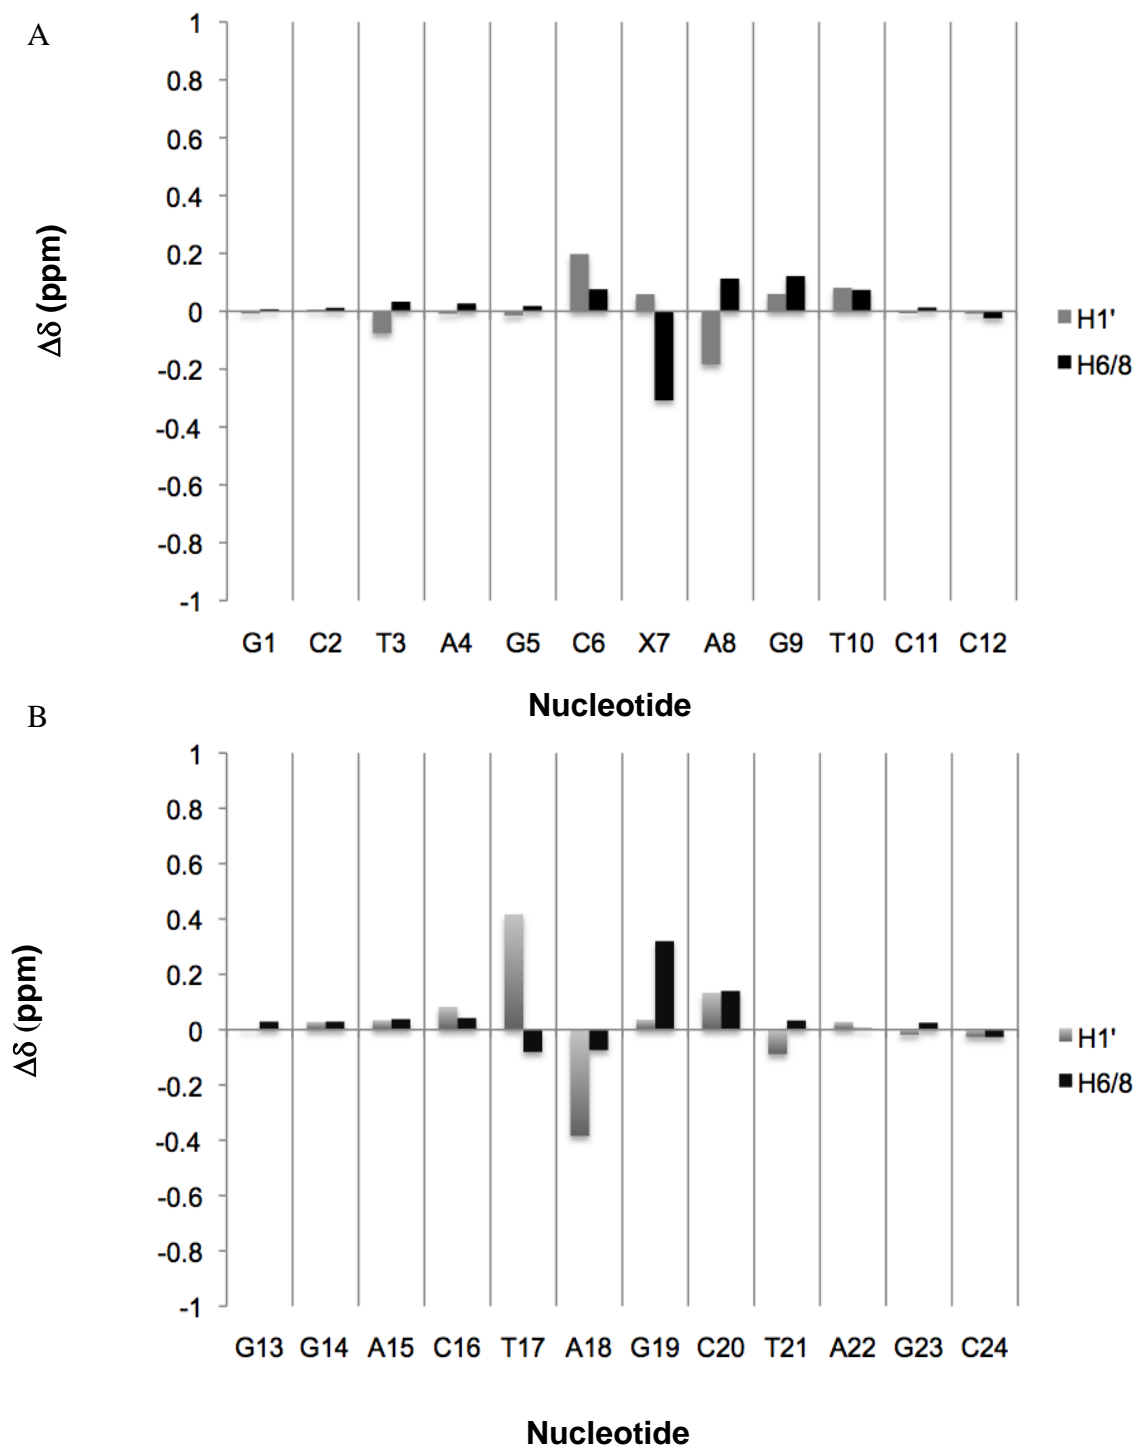 A
1
0.8
0.6
0.4
0.2
0
-0.2
-0.4
-0.6
-0.8
-1
Δδ (ppm)
H1'
H6/8
G1 C2 T3 A4 G5 C6 X7 A8 G9 T10 C11 C12
Nucleotide
B
1
0.8
0.6
0.4
0.2
0
-0.2
-0.4
-0.6
-0.8
-1
Δδ (ppm)
H1'
H6/8
G13 G14 A15 C16 T17 A18 G19 C20 T21 A22 G23 C24
Nucleotide